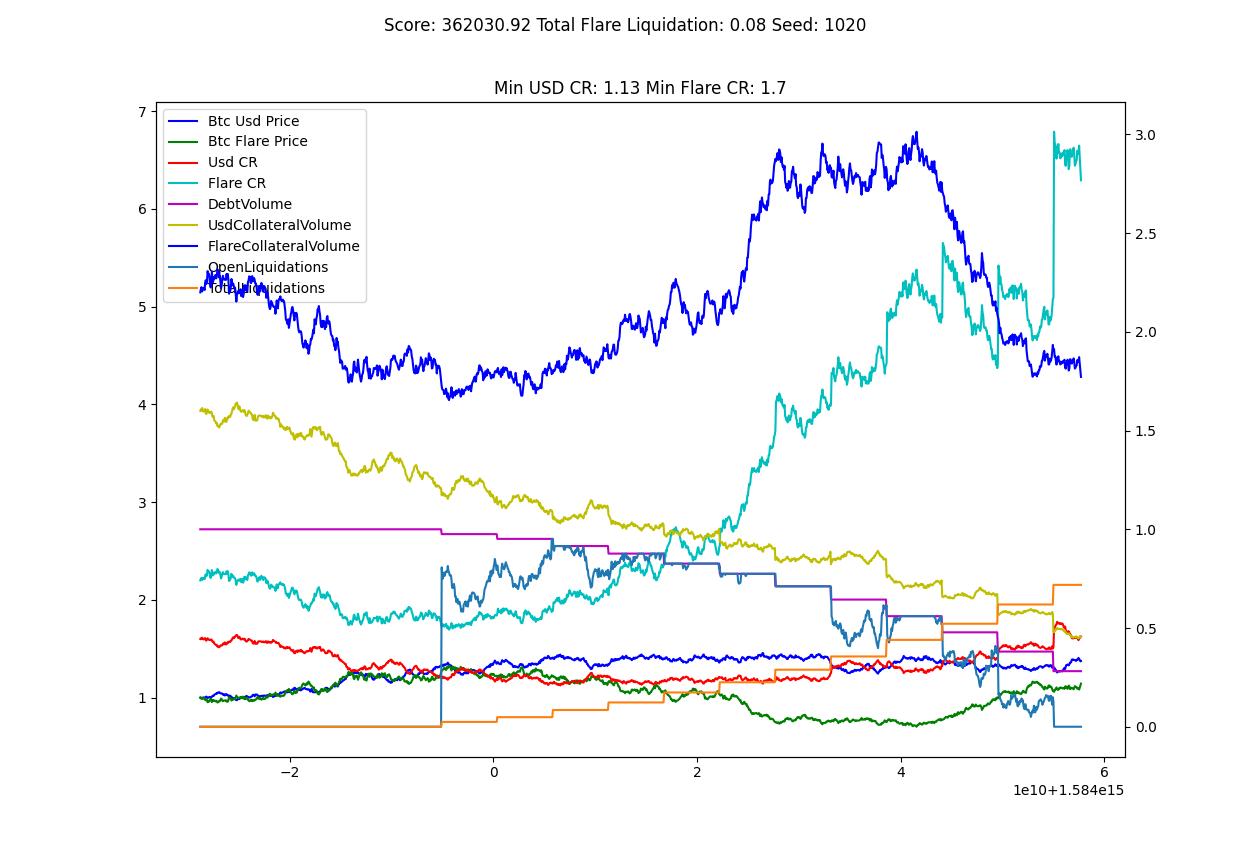 Score: 362030.92 Total Flare Liquidation: 0.08 Seed: 1020
Min USD CR: 1.13 Min Flare CR: 1.7
7
6
5
4
3
2
1
Btc Usd Price
Btc Flare Price
Usd CR
Flare CR
DebtVolume
UsdCollateralVolume
FlareCollateralVolume
OpenLiquidations
TotalLiquidations
3.0
2.5
2.0
1.5
1.0
0.5
0.0
−2 0 2 4 6
1e10+1.584e15